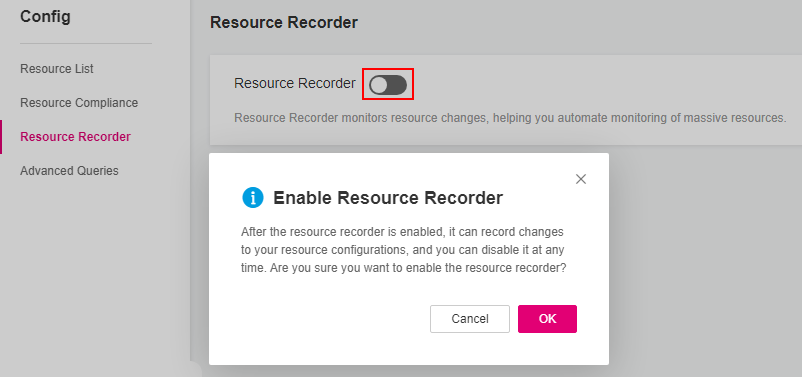 Config
Resource List
Resource Compliance
Resource Recorder
Advanced Queries
Resource Recorder
Resource Recorder
Resource Recorder monitors resource changes, helping you automate monitoring of massive resources.
Enable Resource Recorder
After the resource recorder is enabled, it can record changes
to your resource configurations, and you can disable it at any
time. Are you sure you want to enable the resource recorder?
Cancel
OK